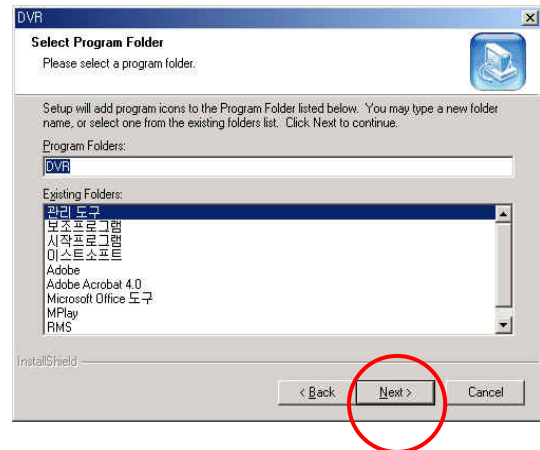 DVR
Select Program Folder
Please select a program folder.
Setup will add program icons to the Program Folder listed below. You may type a new folder
name, or select one from the existing folders list. Click Next to continue.
Program Folders:
DVR
Existing Folders:
관리 도구
보조프로그램
시작프로그램
이스트소프트
Adobe
Adobe Acrobat 4.0
Microsoft Office 도구
MPlay
RMS
InstallShield
< Back
Next >
Cancel